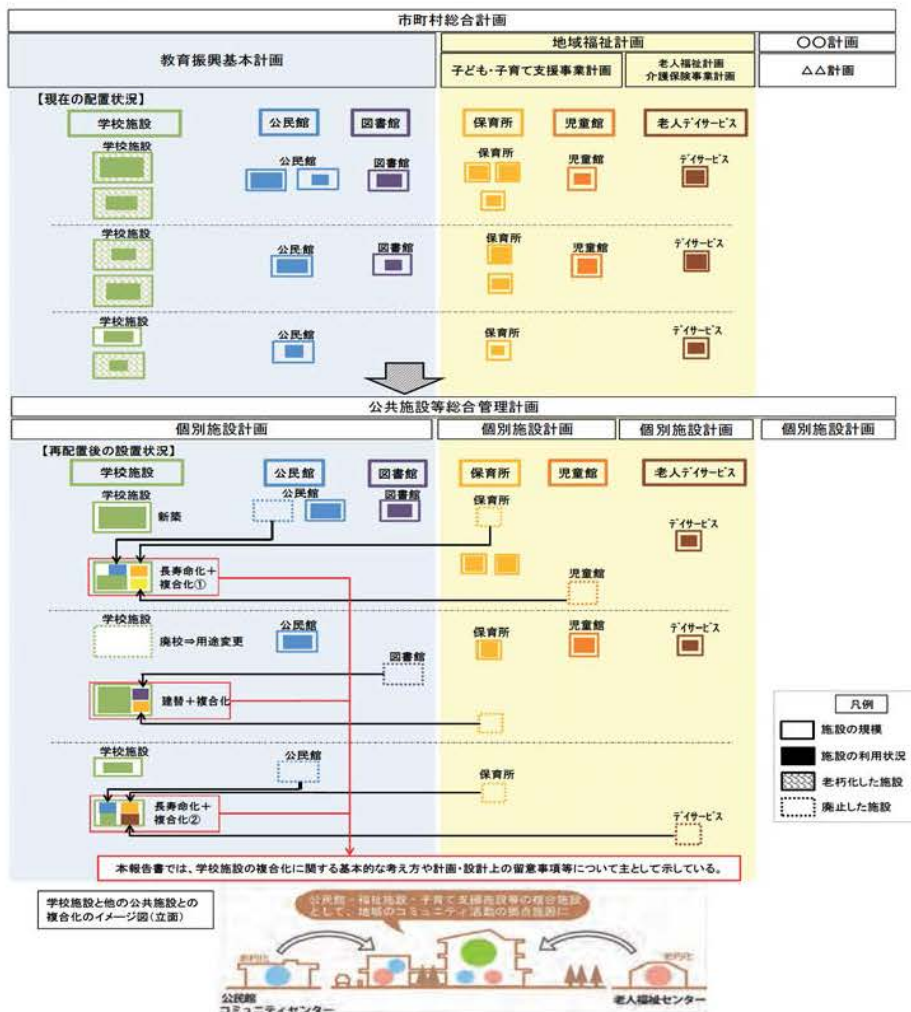 市町村総合計画
教育振興基本計画
地域福祉計画
〇〇計画
子ども・子育て支援事業計画
老人福祉計画
介護保険事業計画
△△計画
【現在の配置状況】
学校施設
公民館
図書館
保育所
児童館
老人デイサービス
学校施設
公民館
図書館
保育所
児童館
デイサービス
学校施設
公民館
図書館
保育所
児童館
デイサービス
学校施設
公民館
保育所
デイサービス
公共施設等総合管理計画
個別施設計画
個別施設計画
個別施設計画
個別施設計画
【再配置後の設置状況】
学校施設
公民館
図書館
保育所
児童館
老人デイサービス
学校施設
新築
公民館
図書館
保育所
デイサービス
長寿命化+
複合化①
児童館
学校施設
廃校⇒用途変更
公民館
図書館
保育所
児童館
デイサービス
建替+複合化
学校施設
公民館
保育所
長寿命化+
複合化②
デイサービス
凡例
施設の規模
施設の利用状況
老朽化した施設
廃止した施設
本報告書では、学校施設の複合化に関する基本的な考え方や計画・設計上の留意事項等について主として示している。
学校施設と他の公共施設との
複合化のイメージ図(立面)
公民館・福祉施設・子育て支援施設等の複合施設
として、地域のコミュニティ活動の拠点施設に
老朽化
老朽化
公民館
コミュニティセンター
老人福祉センター